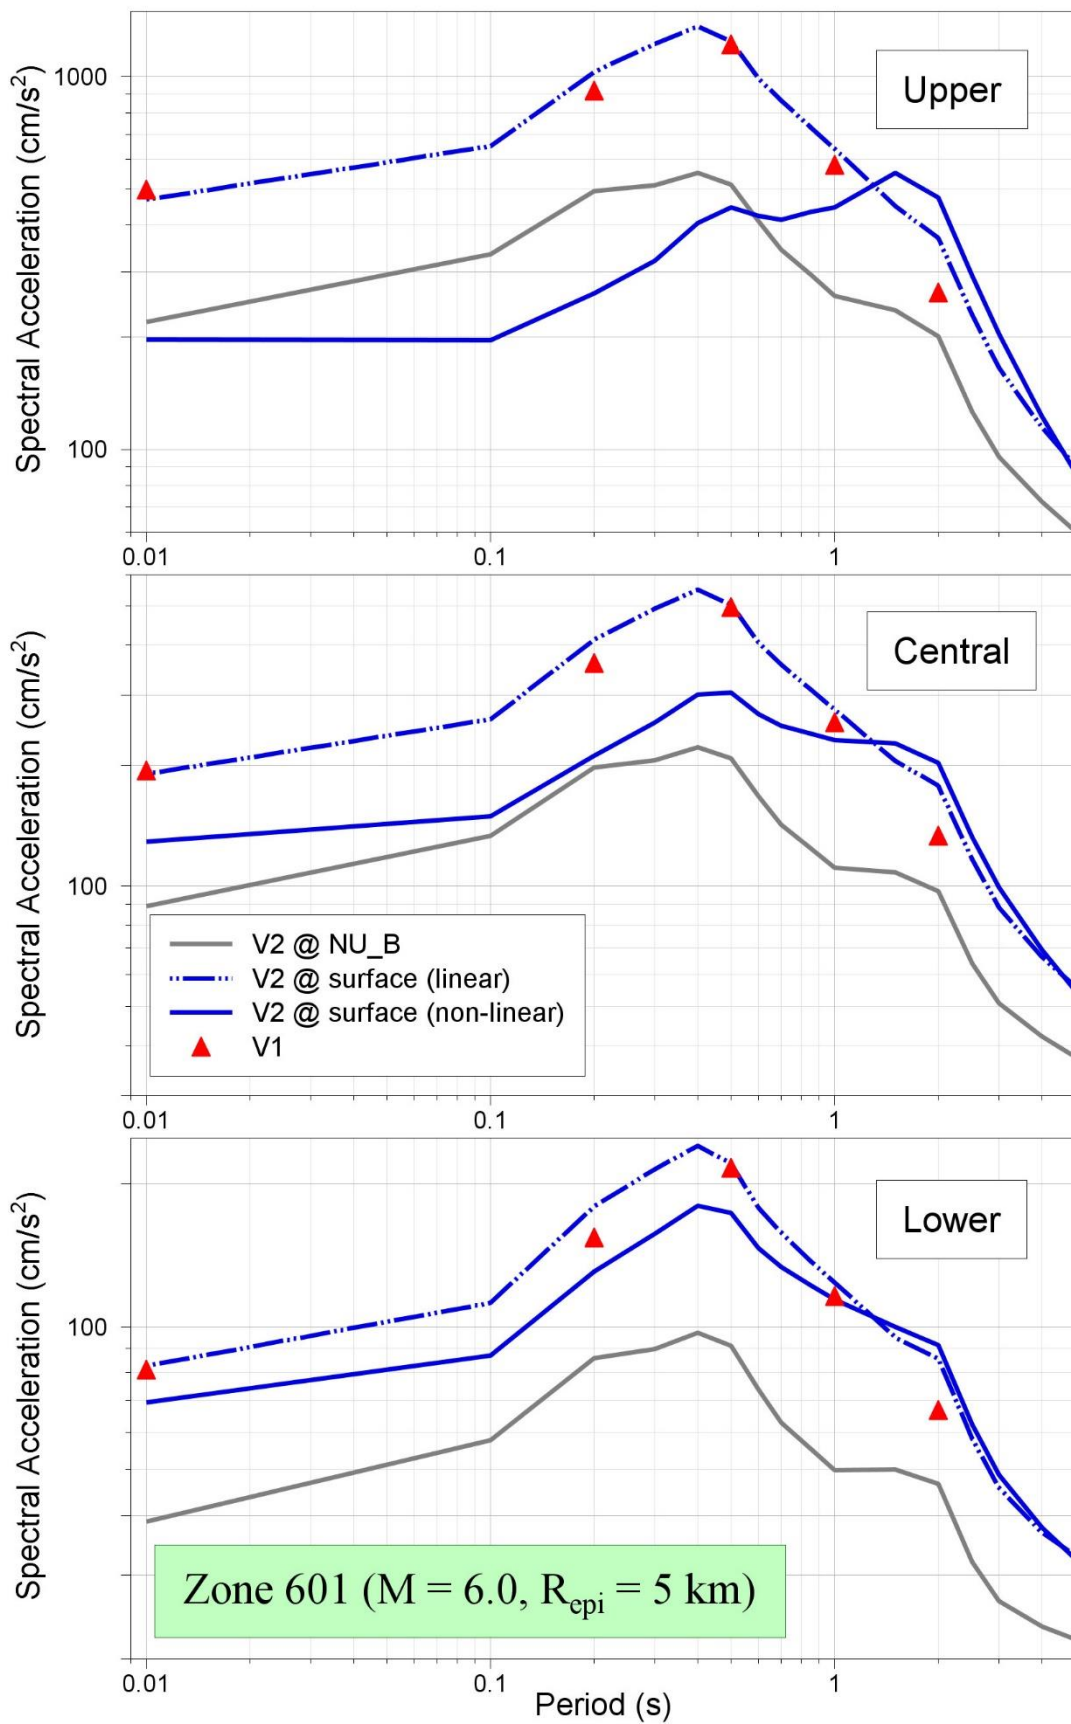 Spectral Acceleration (cm/s²)
1000
100
Upper
0.01 0.1 1
Spectral Acceleration (cm/s²)
100
Central
V2 @ NU_B
V2 @ surface (linear)
V2 @ surface (non-linear)
V1
0.01 0.1 1
Spectral Acceleration (cm/s²)
100
Lower
Zone 601 (M = 6.0, Repi = 5 km)
0.01 0.1 1
Period (s)